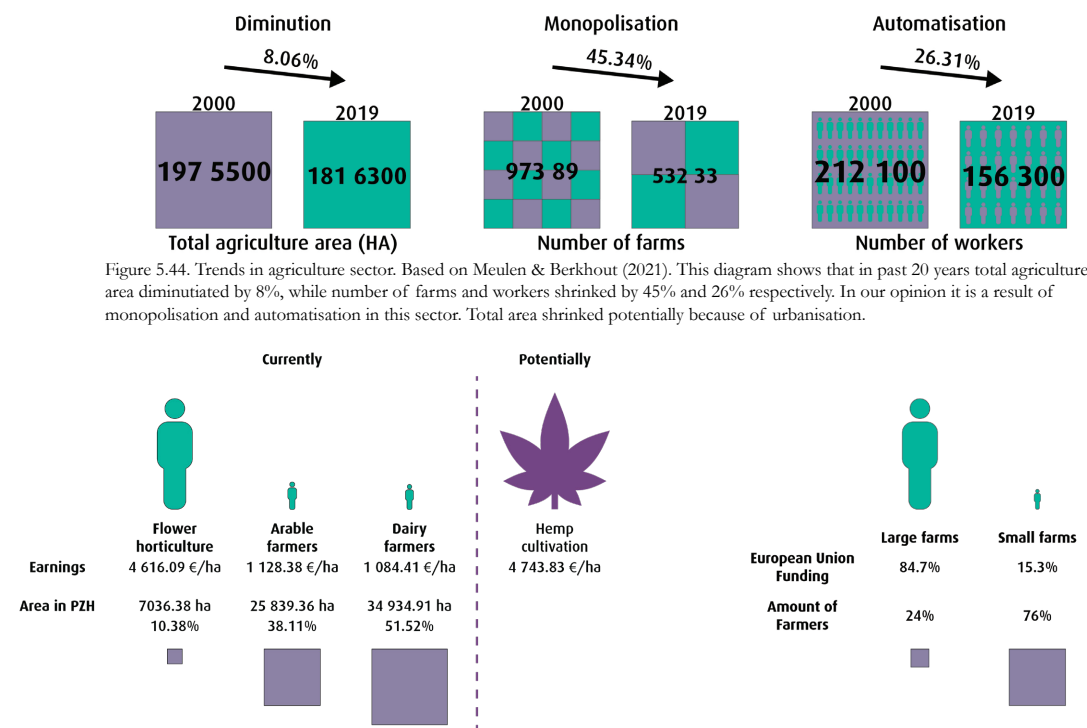 Diminution
8.06%
2000
2019
197 5500
181 6300
Total agriculture area (HA)
Monopolisation
45.34%
2000
2019
973 89
532 33
Number of farms
Automatisation
26.31%
2000
2019
212 100
156 300
Number of workers
Figure 5.44. Trends in agriculture sector. Based on Meulen & Berkhout (2021). This diagram shows that in past 20 years total agriculture
area diminutiated by 8%, while number of farms and workers shrinked by 45% and 26% respectively. In our opinion it is a result of
monopolisation and automatisation in this sector. Total area shrinked potentially because of urbanisation.
Currently
Potentially
Flower
horticulture
Arable
farmers
Dairy
farmers
Hemp
cultivation
Earnings
4 616.09 €/ha
1 128.38 €/ha
1 084.41 €/ha
4 743.83 €/ha
Area in PZH
7036.38 ha
10.38%
25 839.36 ha
38.11%
34 934.91 ha
51.52%
Large farms
Small farms
European Union
Funding
84.7%
15.3%
Amount of
Farmers
24%
76%